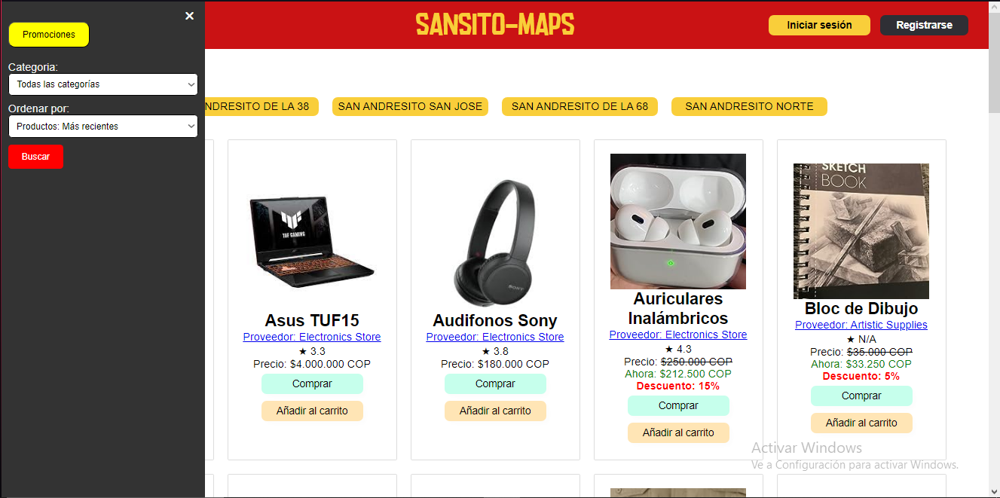 ×
Promociones
Categoria:
Todas las categorías
Ordenar por:
Productos: Más recientes
Buscar
SANSITO-MAPS
Iniciar sesión
Registrarse
NDRESITO DE LA 38
SAN ANDRESITO SAN JOSE
SAN ANDRESITO DE LA 68
SAN ANDRESITO NORTE
TUF GAMING
Asus TUF15
Proveedor: Electronics Store
★ 3.3
Precio: $4.000.000 COP
Comprar
Añadir al carrito
SONY
Audifonos Sony
Proveedor: Electronics Store
★ 3.8
Precio: $180.000 COP
Comprar
Añadir al carrito
Auriculares
Inalámbricos
Proveedor: Electronics Store
★ 4.3
Precio: $250.000 COP
Ahora: $212.500 COP
Descuento: 15%
Comprar
Añadir al carrito
SKETCH
BOOK
Bloc de Dibujo
Proveedor: Artistic Supplies
★ N/A
Precio: $35.000 COP
Ahora: $33.250 COP
Descuento: 5%
Comprar
Añadir al carrito
Activar Windows
Ve a Configuración para activar Windows.